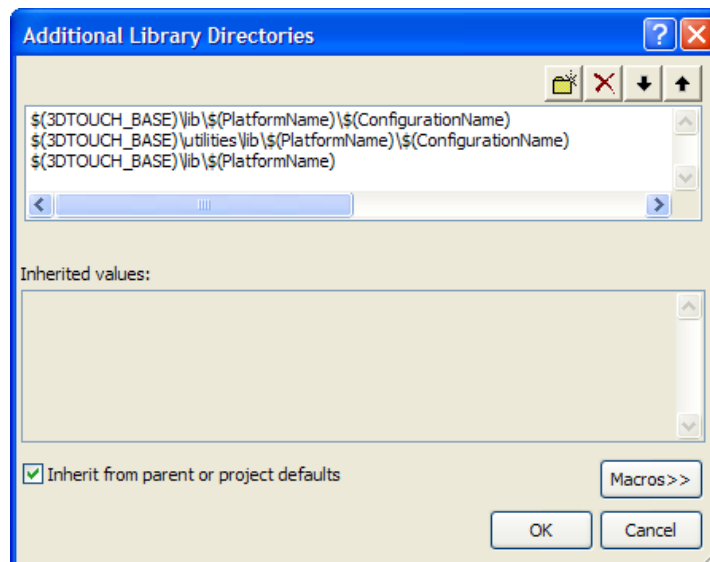 Additional Library Directories
$(3DTOUCH_BASE)\lib\$(PlatformName)\$(ConfigurationName)
$(3DTOUCH_BASE)\utilities\lib\$(PlatformName)\$(ConfigurationName)
$(3DTOUCH_BASE)\lib\$(PlatformName)
Inherited values:
Inherit from parent or project defaults
Macros>>
OK
Cancel